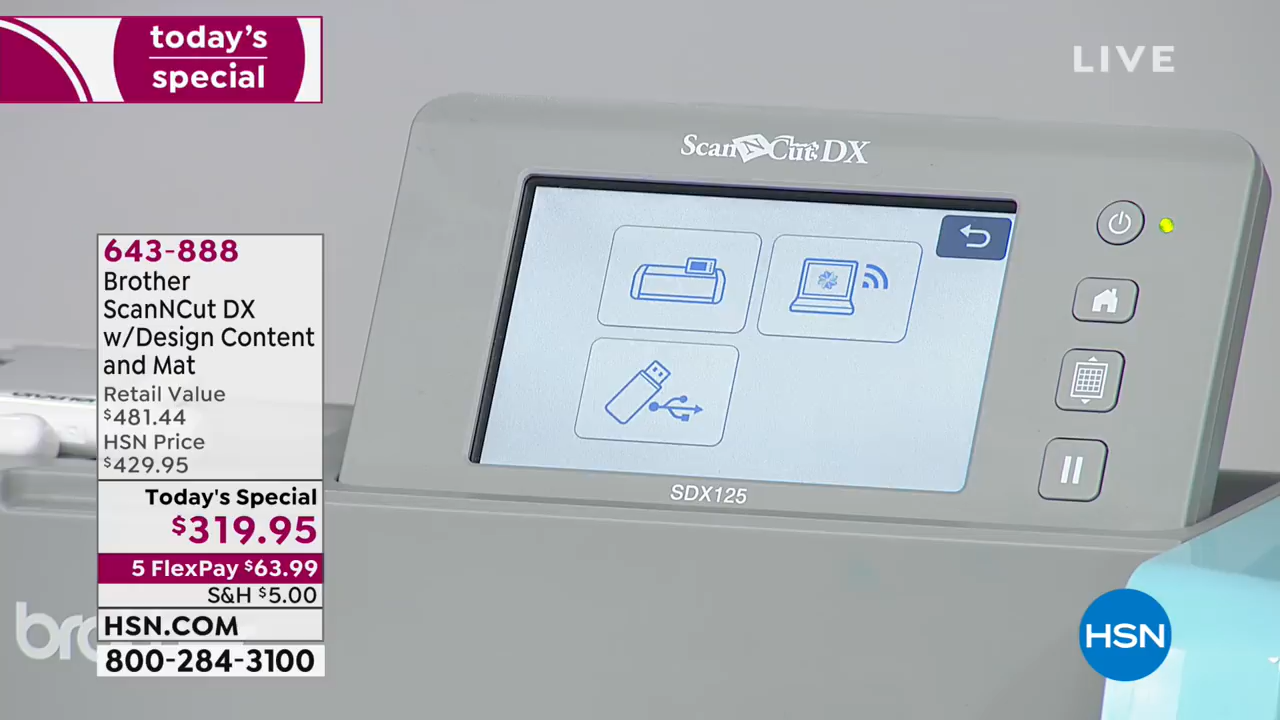 today's
special
LIVE
ScanNCut DX
SDX125
643-888
Brother
ScanNCut DX
w/Design Content
and Mat
Retail Value
$481.44
HSN Price
$429.95
Today's Special
$319.95
5 FlexPay $63.99
S&H $5.00
HSN.COM
800-284-3100
HSN